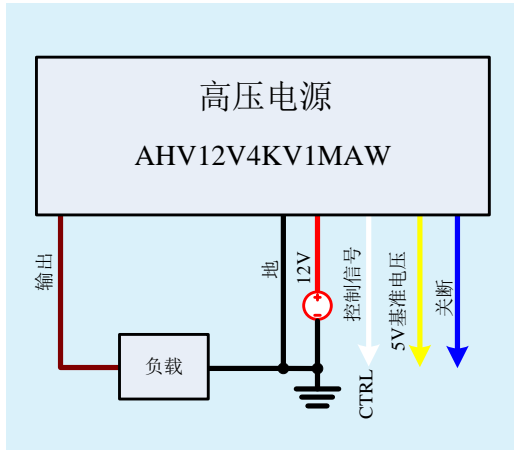 高压电源
AHV12V4KV1MAW
输出
地
12V
控制信号
5V基准电压
关断
负载
CTRL